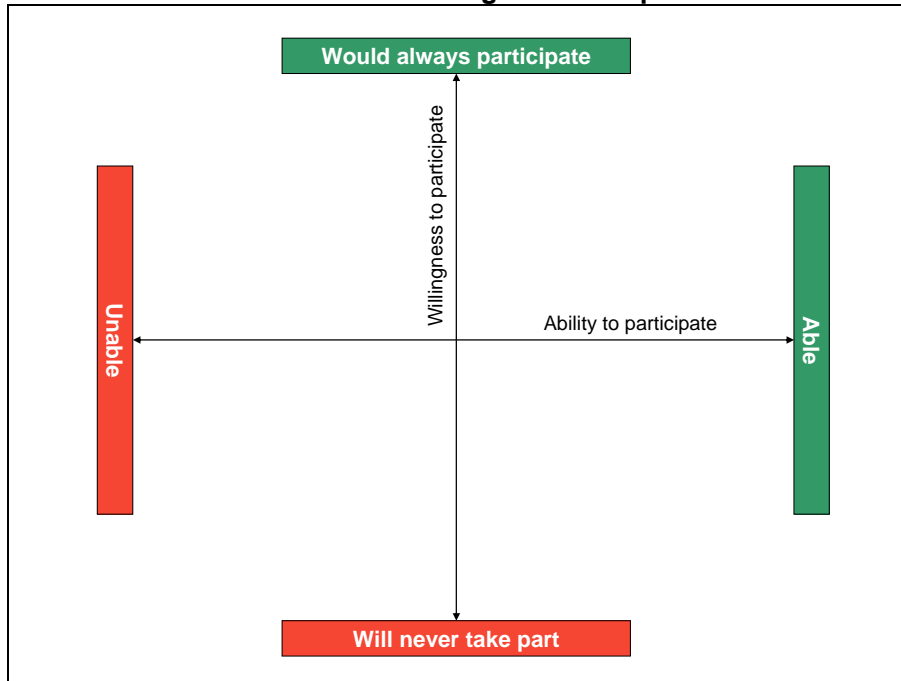 Would always participate
Willingness to participate
Unable
Ability to participate
Able
Will never take part